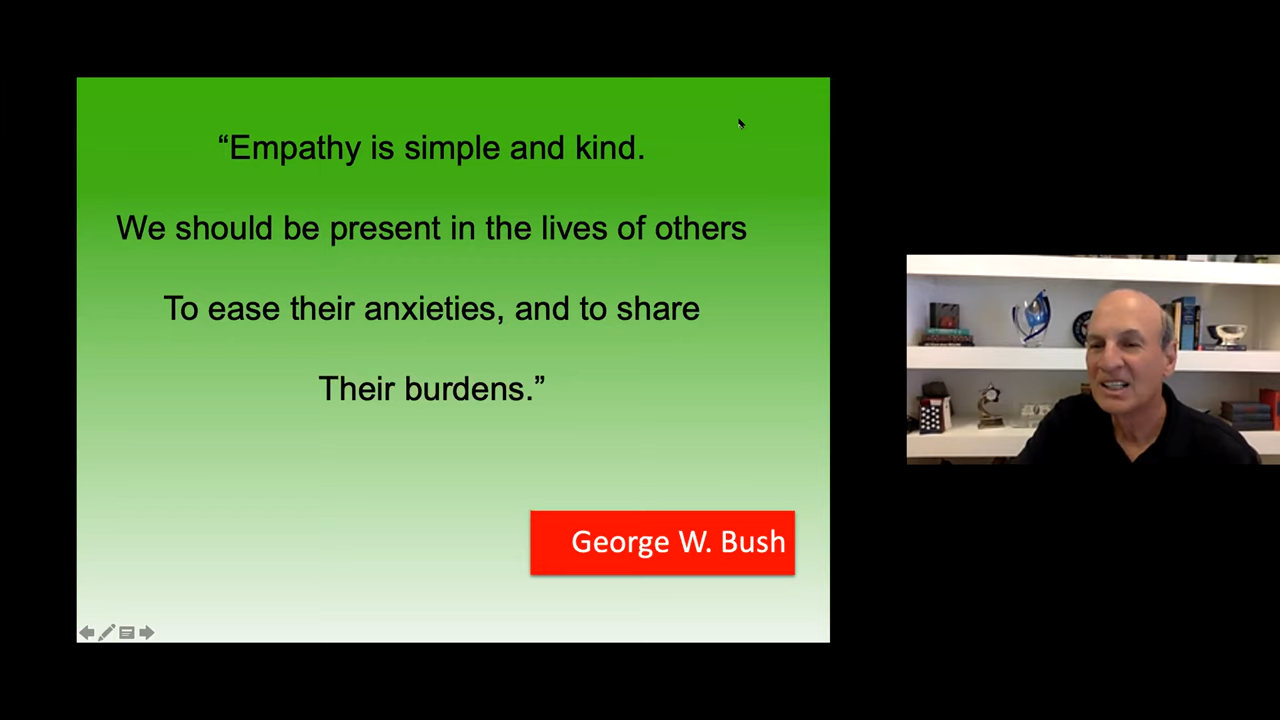 “Empathy is simple and kind.
We should be present in the lives of others
To ease their anxieties, and to share
Their burdens.”
George W. Bush